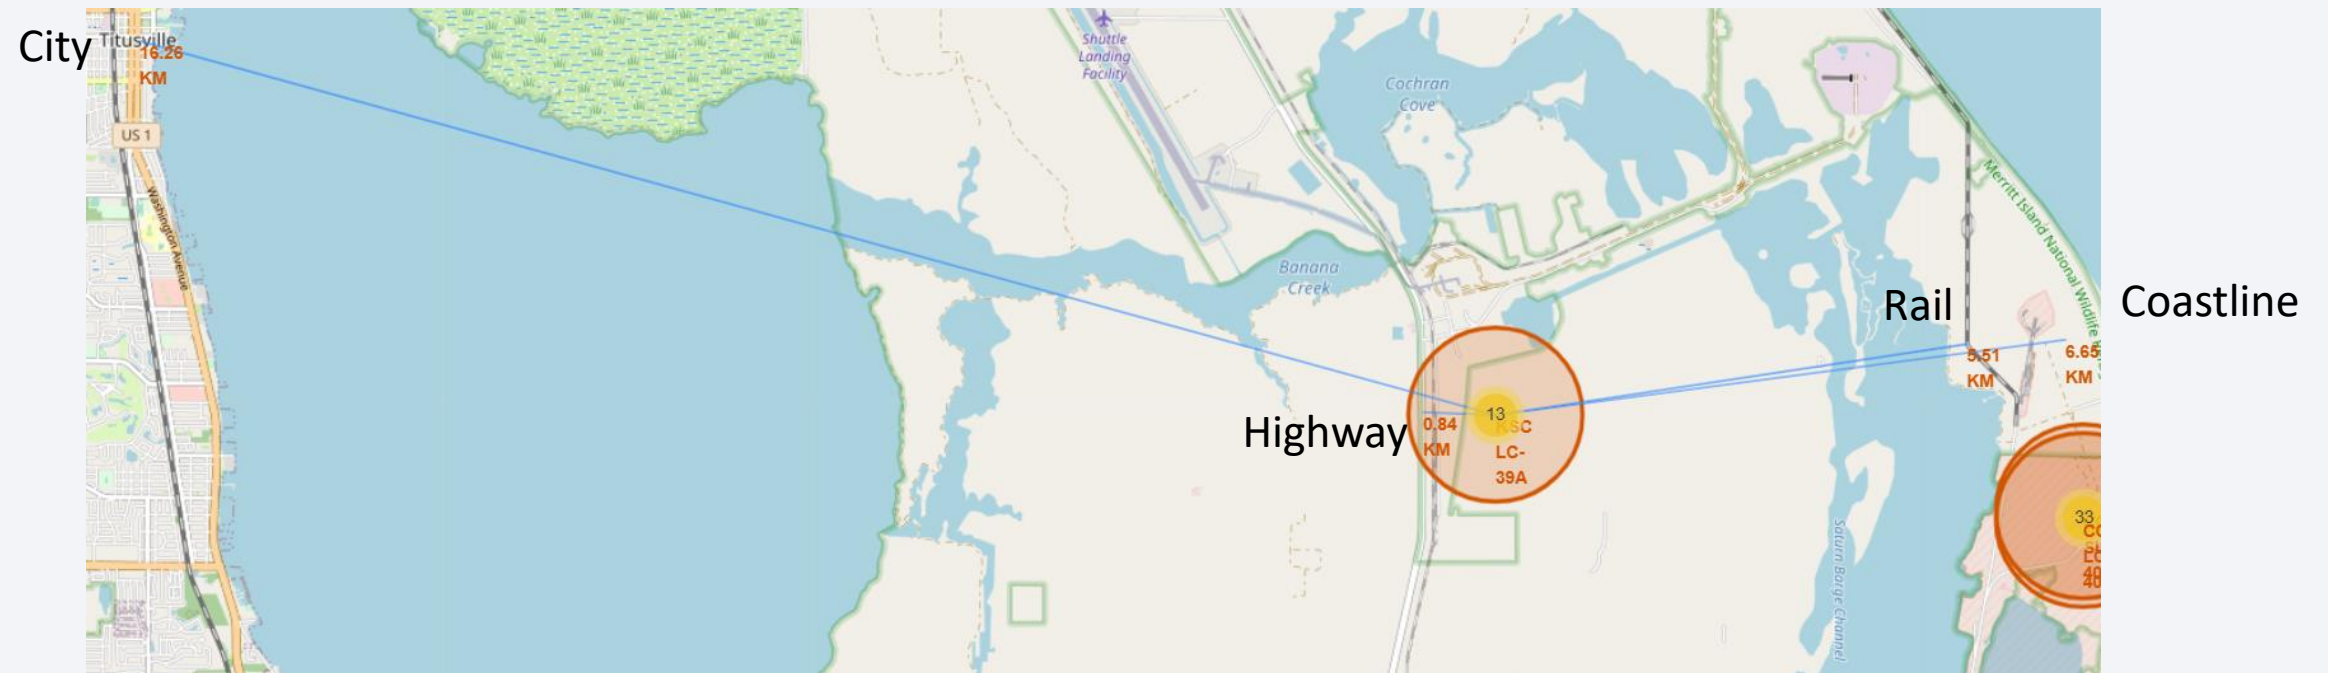 City
Titusville
16.26
KM
US 1
Washington Avenue
Shuttle
Landing
Facility
Cochran
Cove
Banana
Creek
Merritt Island National Wildlife
Rail
Coastline
5.51
KM
6.65
KM
Highway
0.84
KM
13
KSC
LC-
39A
33
40
40
Saturn Barge Channel